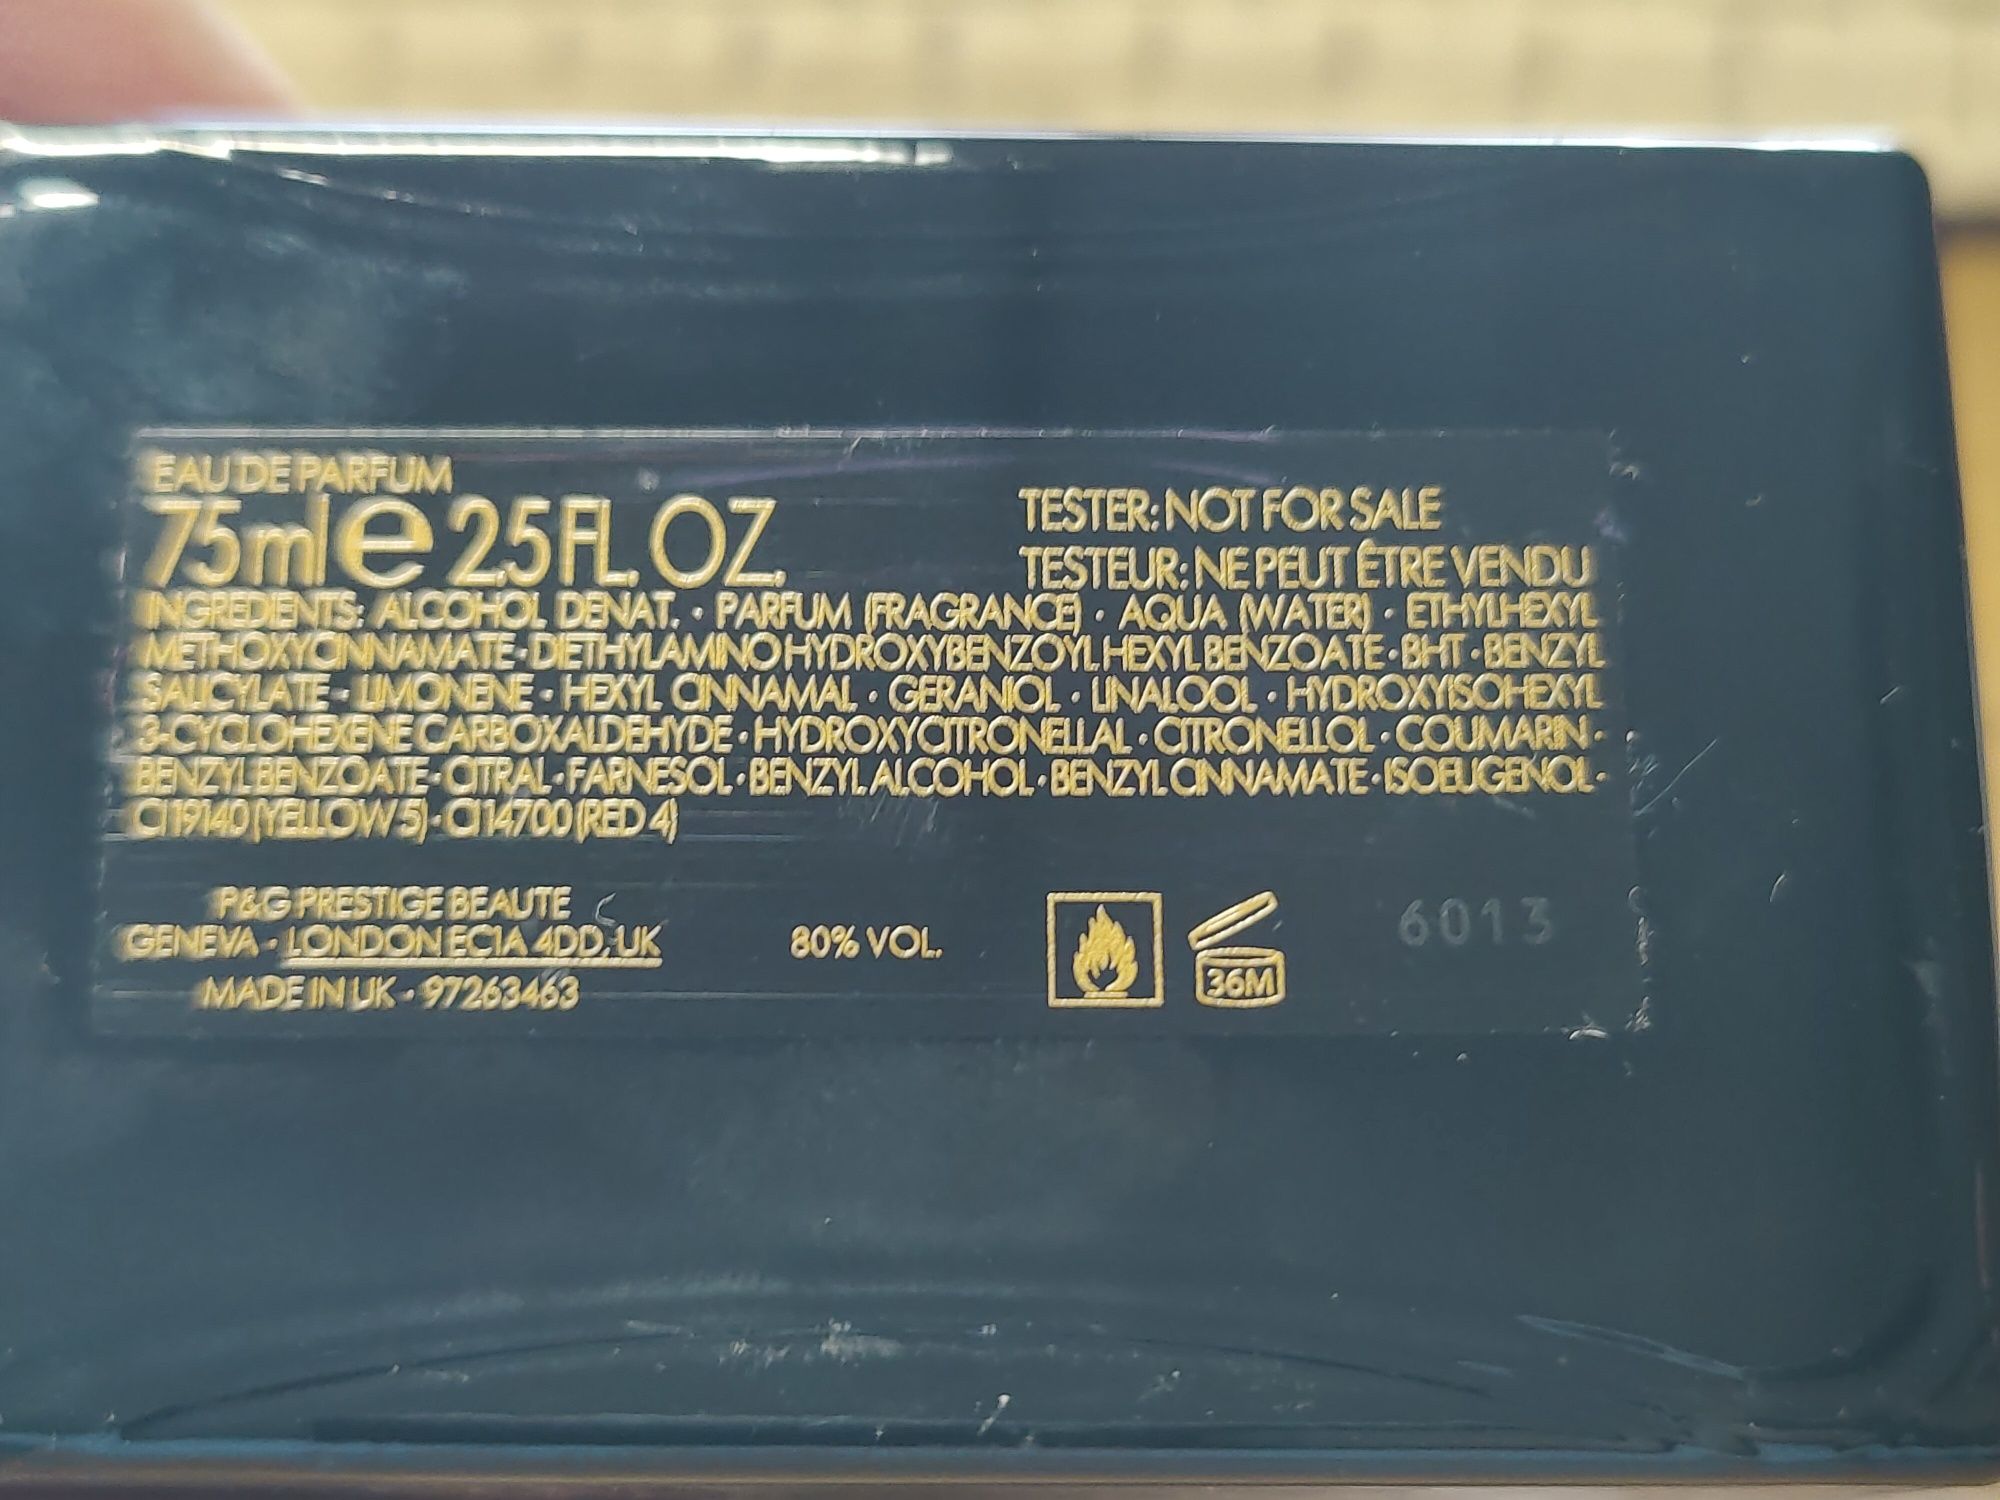 EAU DE PARFUM
75ml e 2.5 FL. OZ.
TESTER: NOT FOR SALE
TESTEUR: NE PEUT ÊTRE VENDU
INGREDIENTS: ALCOHOL DENAT. · PARFUM (FRAGRANCE) · AQUA (WATER) · ETHYLHEXYL
METHOXYCINNAMATE · DIETHYLAMINO HYDROXYBENZOYL HEXYL BENZOATE · BHT · BENZYL
SALICYLATE · LIMONENE · HEXYL CINNAMAL · GERANIOL · LINALOOL · HYDROXYISOHEXYL
3-CYCLOHEXENE CARBOXALDEHYDE · HYDROXYCITRONELLAL · CITRONELLOL · COUMARIN ·
BENZYL BENZOATE · CITRAL · FARNESOL · BENZYL ALCOHOL · BENZYL CINNAMATE · ISOEUGENOL ·
CI 19140 (YELLOW 5) · CI 14700 (RED 4)
P&G PRESTIGE BEAUTE
GENEVA · LONDON EC1A 4DD, UK
MADE IN UK · 97263463
80% VOL.
36M
6013